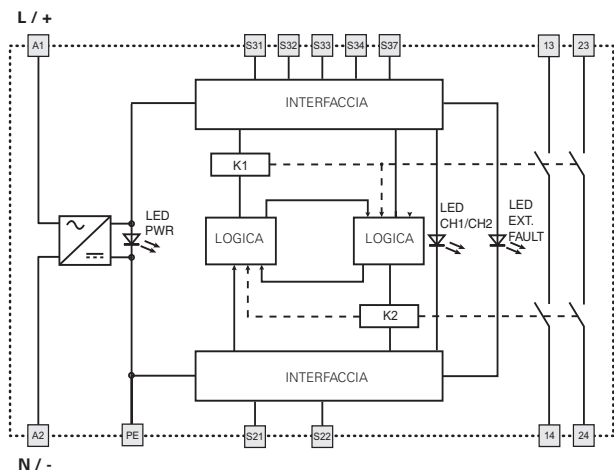 L / +
A1
S31
S32
S33
S34
S37
13
23
INTERFACCIA
K1
LED
PWR
LOGICA
LOGICA
LED
CH1/CH2
LED
EXT.
FAULT
K2
INTERFACCIA
A2
PE
S21
S22
14
24
N / -